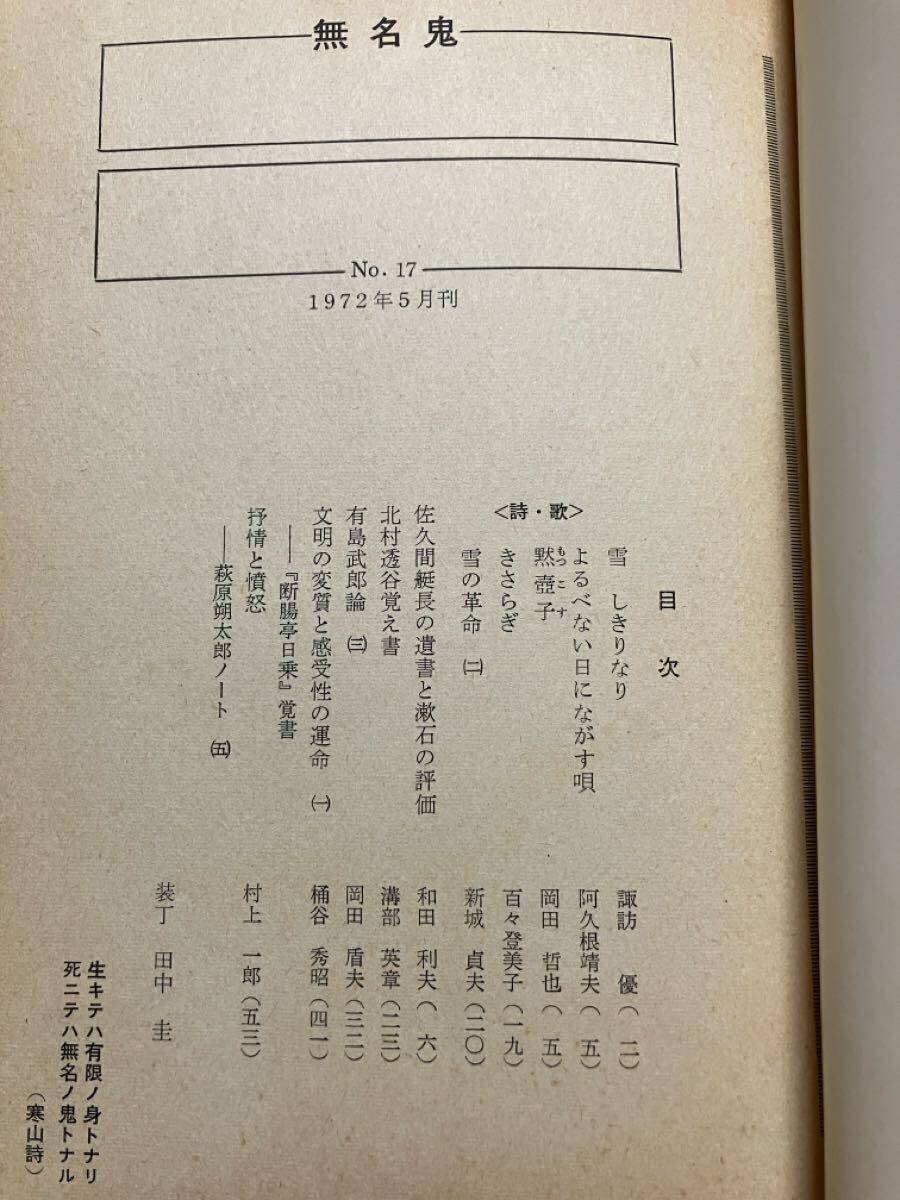 無名鬼
No. 17
1972年5月刊
目次
〈詩・歌〉
雪 しきりなり 諏訪 優(二)
よるべない日にながす唄 阿久根靖夫(五)
黙壺子 岡田 哲也(五)
もっこす
きさらぎ 百々登美子(一九)
雪の革命 ㈡ 新城 貞夫(二〇)
佐久間艇長の遺書と漱石の評価 和田 利夫(六)
北村透谷覚え書 溝部 英章(二三)
有島武郎論 ㈢ 岡田 盾夫(三二)
文明の変質と感受性の運命 ㈠ 桶谷 秀昭(四一)
――『断腸亭日乗』覚書
抒情と憤怒 村上 一郎(五三)
――萩原朔太郎ノート ㈤
装丁 田中 圭
生キテハ有限ノ身トナリ
死ニテハ無名ノ鬼トナル
(寒山詩)